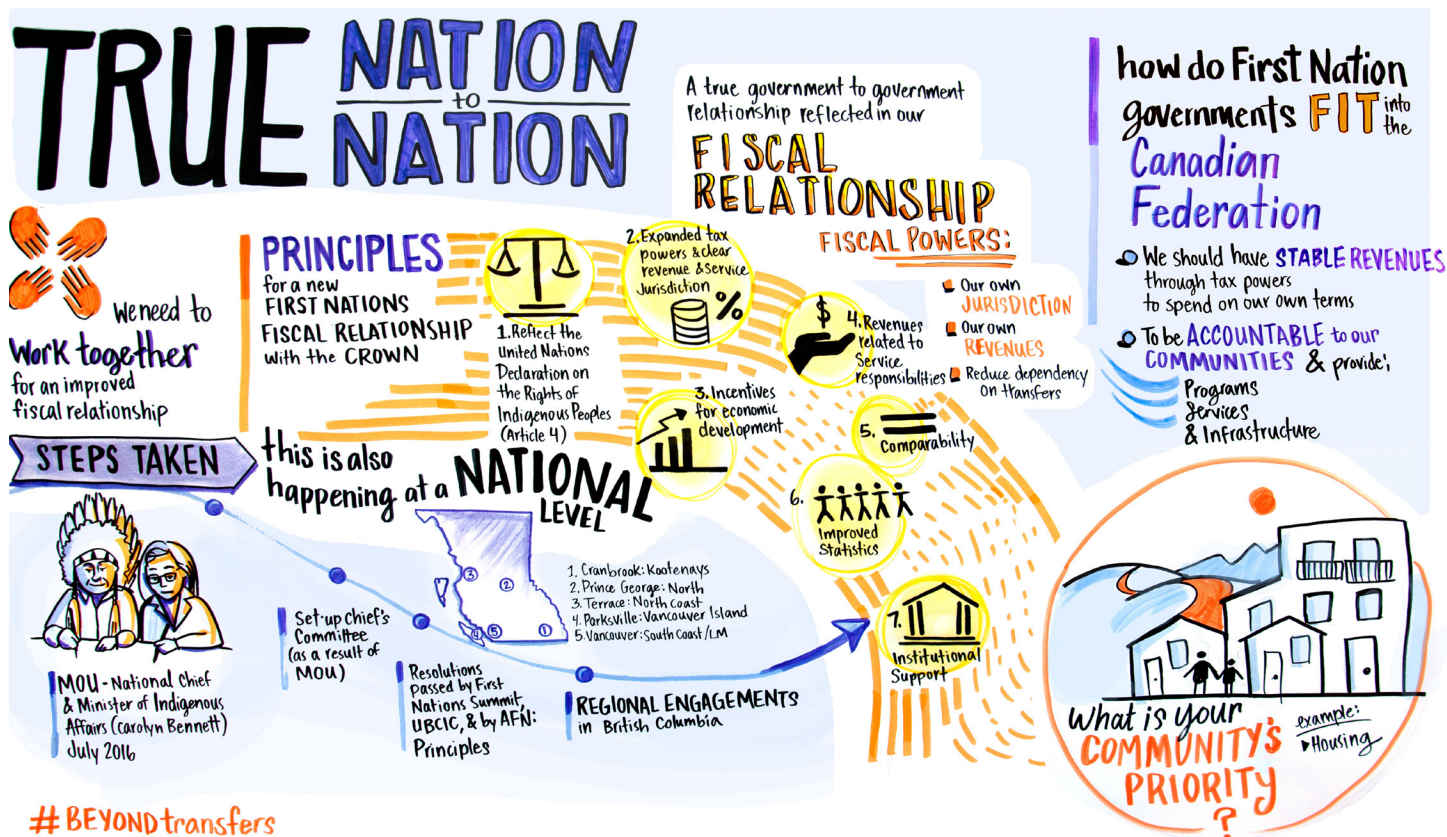 TRUE
NATION
to
NATION
We need to
work together
for an improved
fiscal relationship
PRINCIPLES
for a new
FIRST NATIONS
FISCAL RELATIONSHIP
with the CROWN
1. Reflect the
United Nations
Declaration on
the Rights of
Indigenous Peoples
(Article 4)
2. Expanded tax
powers & clear
revenue & service
Jurisdiction
%
3. Incentives
for economic
development
$
4. Revenues
related to
Service
responsibilities
5.
Comparability
6.
Improved
Statistics
7.
Institutional
Support
A true government to government
relationship reflected in our
FISCAL
RELATIONSHIP
FISCAL POWERS:
Our own
JURISDICTION
Our own
REVENUES
Reduce dependency
on transfers
how do First Nation
governments FIT into
the
Canadian
Federation
We should have STABLE REVENUES
through tax powers
to spend on our own terms
To be ACCOUNTABLE to our
COMMUNITIES & provide;
Programs
Services
& Infrastructure
STEPS TAKEN
this is also
happening at a NATIONAL
LEVEL
MOU - National Chief
& Minister of Indigenous
Affairs (Carolyn Bennett)
July 2016
Set-up Chief's
Committee
(as a result of
MOU)
Resolutions
passed by First
Nations Summit,
UBCIC, & by AFN:
Principles
3
2
4
5
1
1. Cranbrook: Kootenays
2. Prince George: North
3. Terrace: North Coast
4. Parksville: Vancouver Island
5. Vancouver: South Coast/LM
REGIONAL ENGAGEMENTS
in British Columbia
What is your
COMMUNITY'S
PRIORITY
?
example:
Housing
#BEYONDtransfers